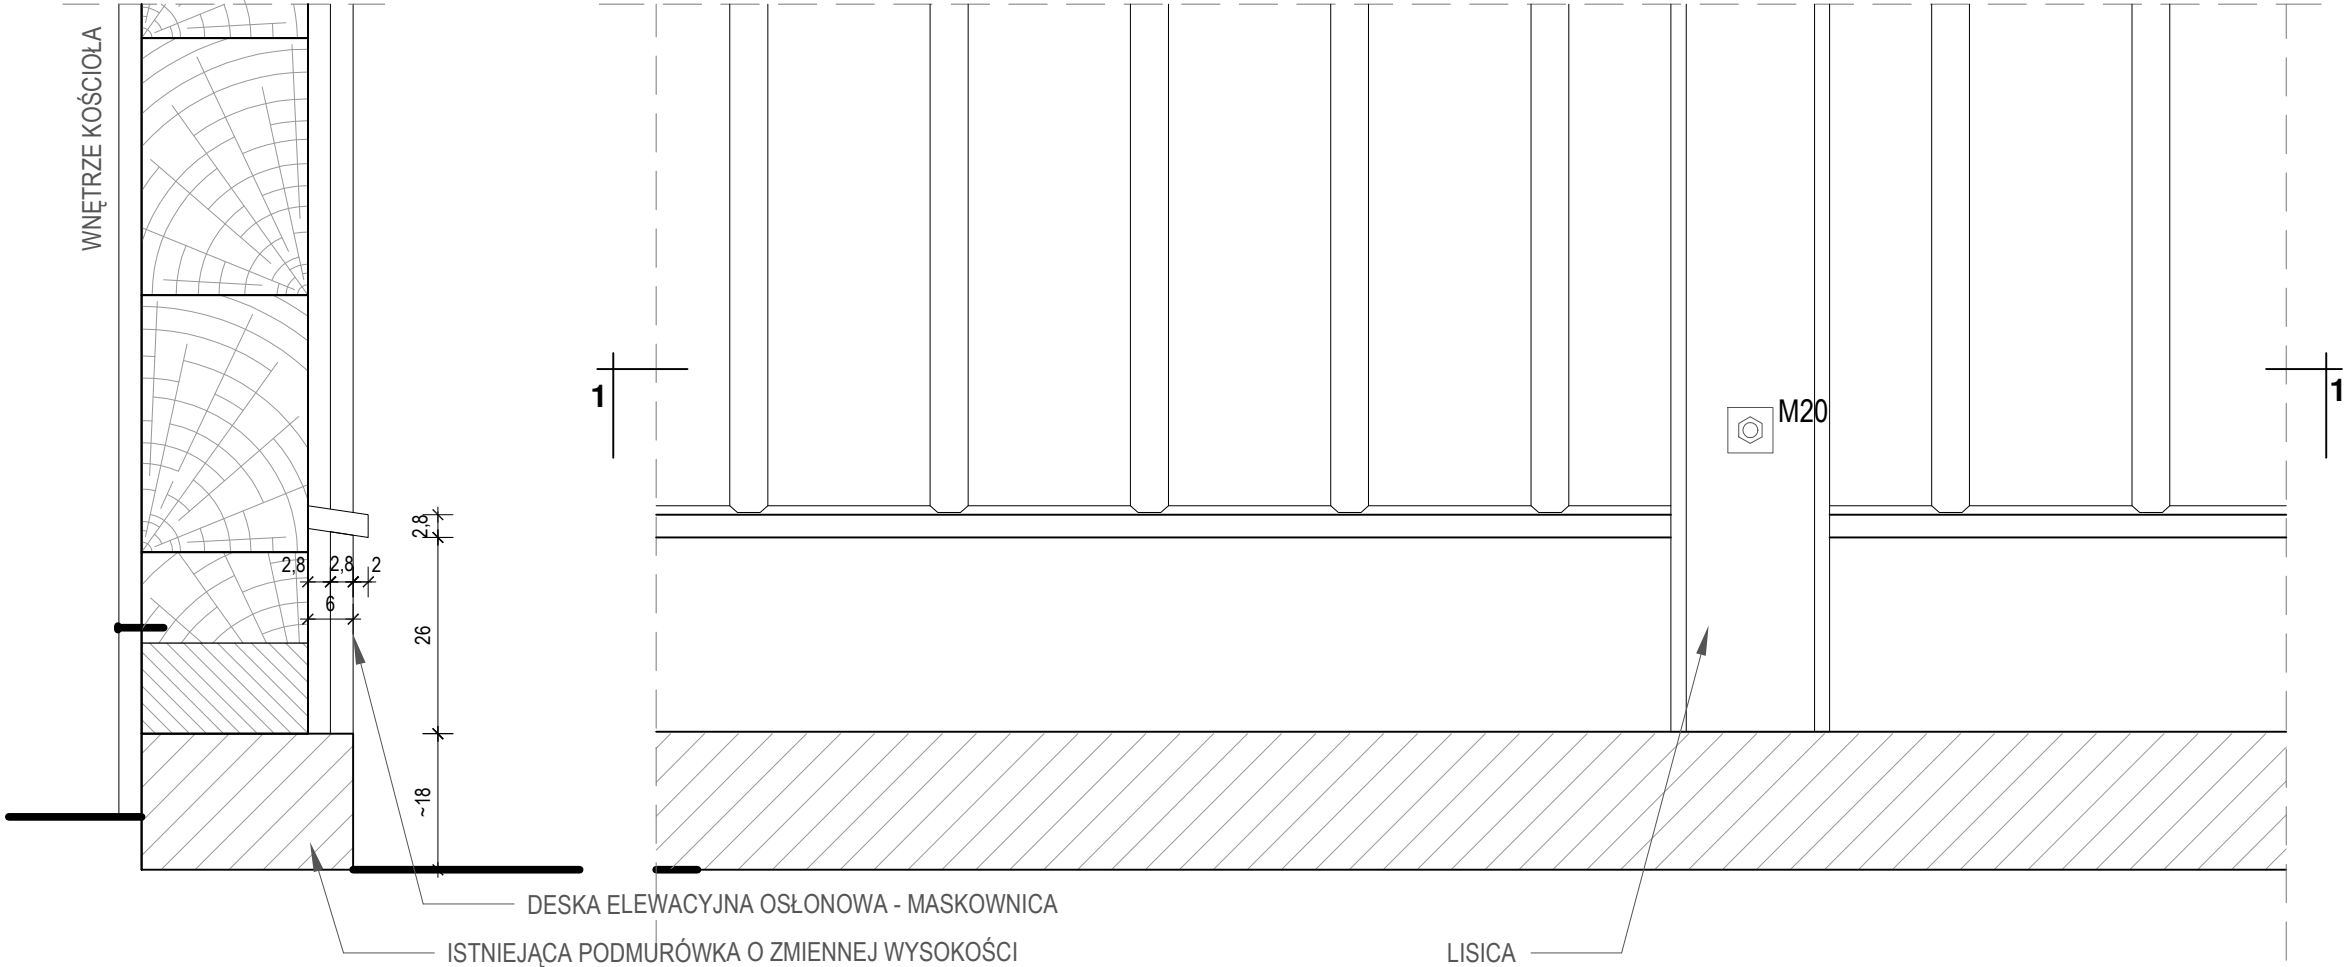 WNĘTRZE KOŚCIOŁA
1
1
M20
2,8
2,8
2,8
2
6
26
~18
DESKA ELEWACYJNA OSŁONOWA - MASKOWNICA
ISTNIEJĄCA PODMURÓWKA O ZMIENNEJ WYSOKOŚCI
LISICA